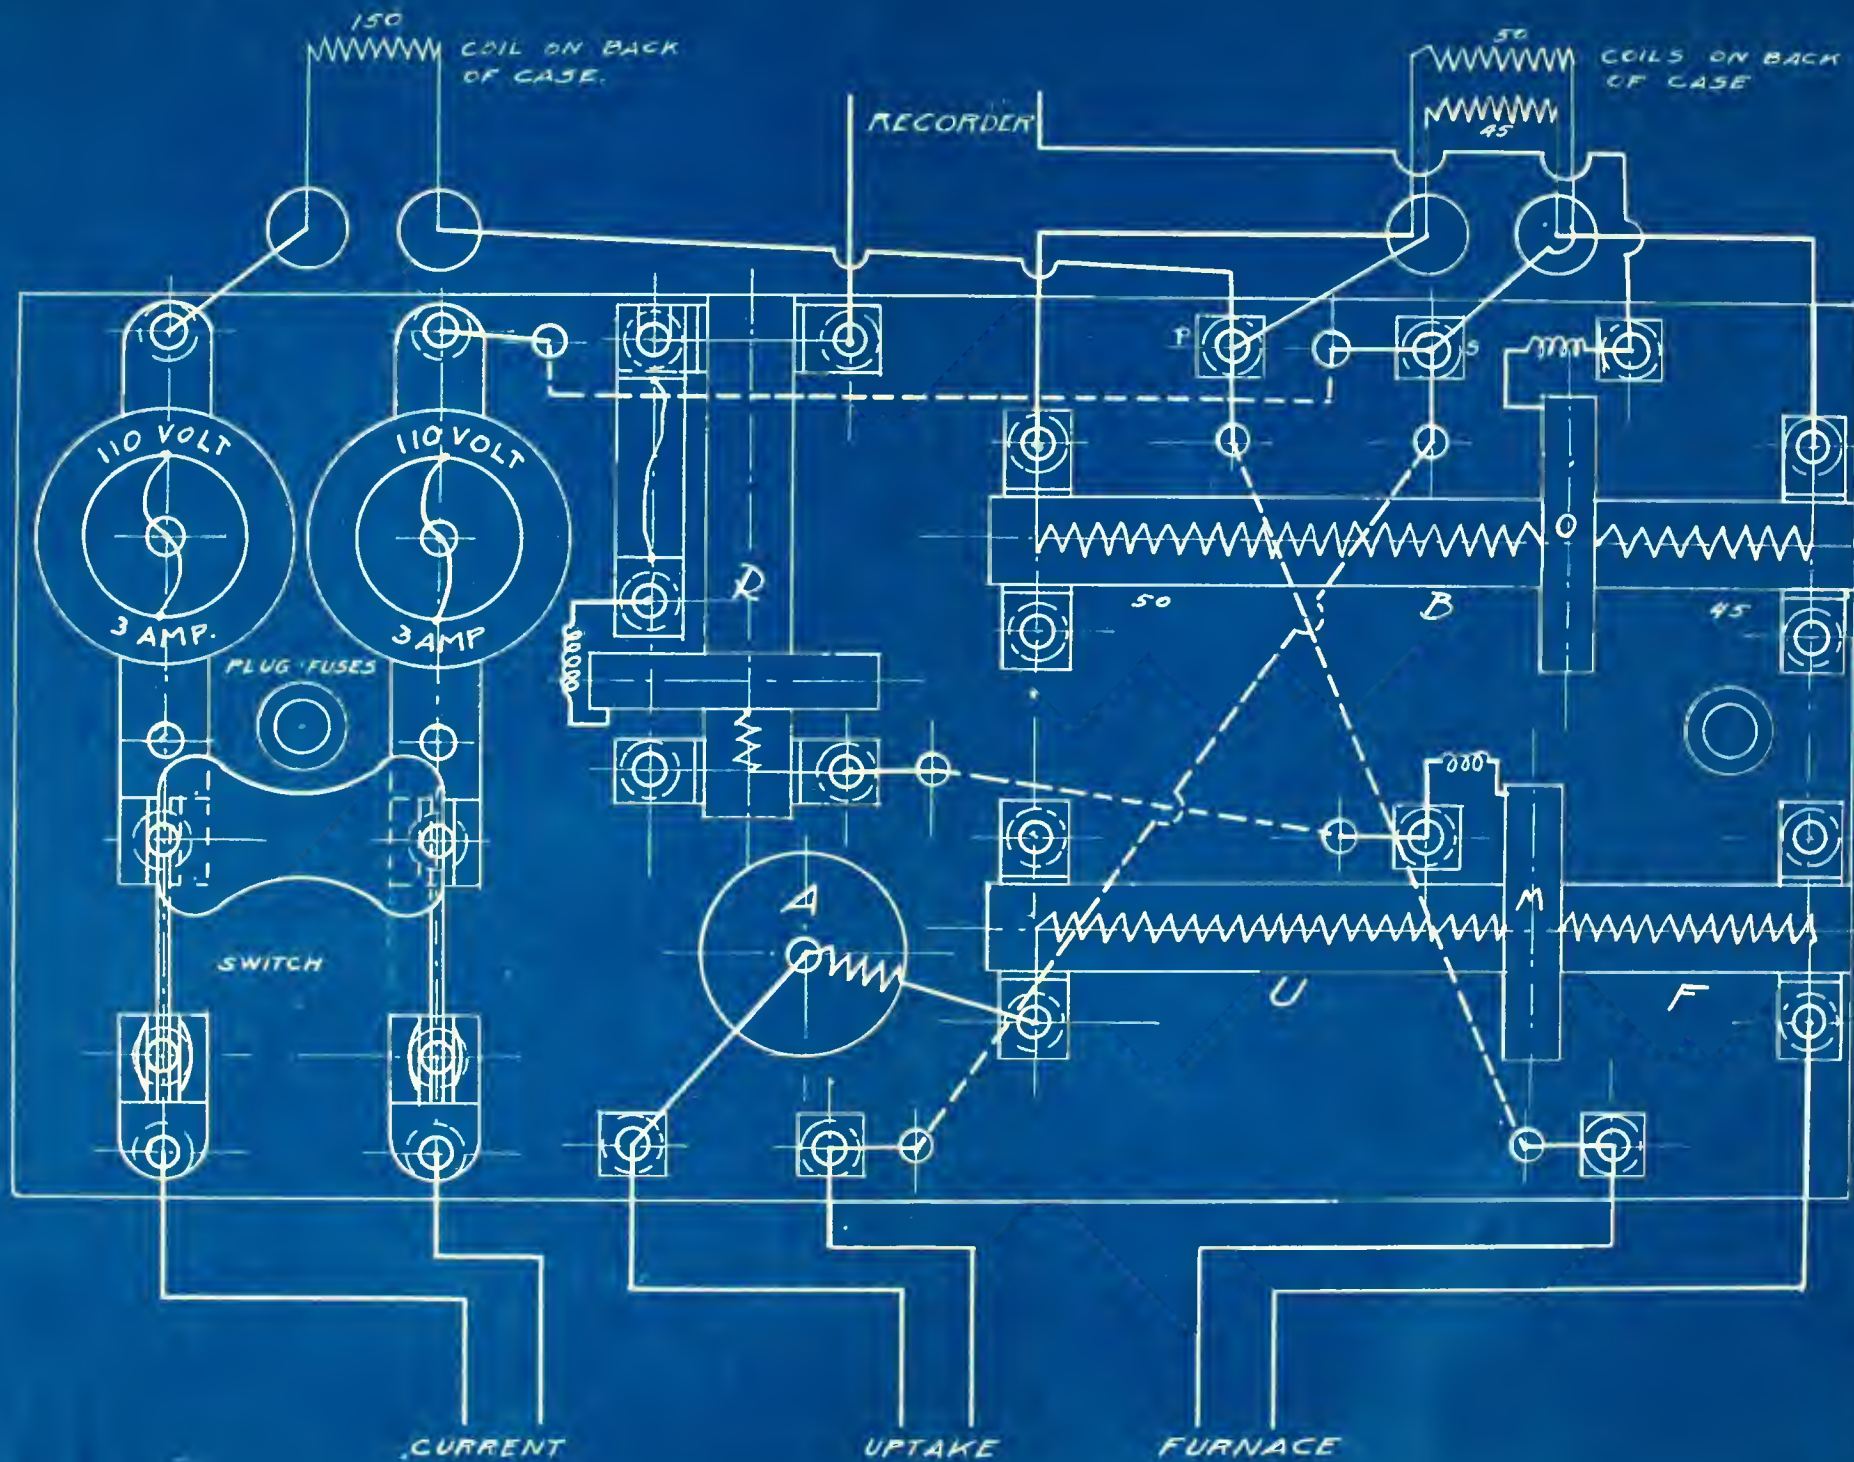 150
COIL ON BACK
OF CASE.
RECORDER
50
COILS ON BACK
OF CASE
45
P
S
110 VOLT
3 AMP.
110 VOLT
3 AMP
PLUG FUSES
R
O
50
B
45
SWITCH
A
M
U
F
CURRENT
UPTAKE
FURNACE